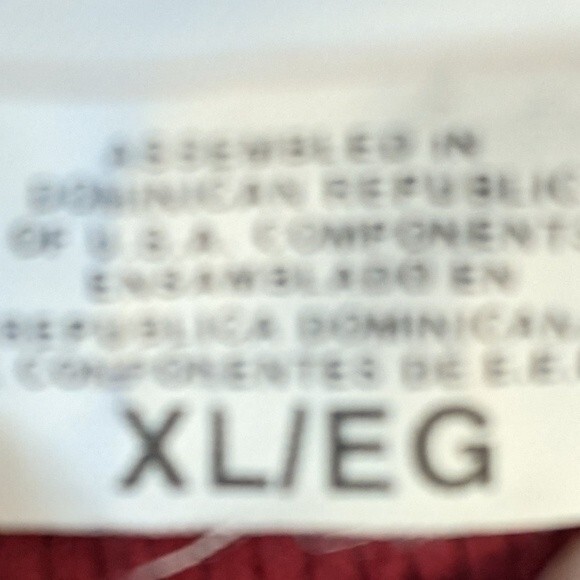 ASSEMBLED IN
DOMINICAN REPUBLIC
OF U.S.A. COMPONENTS
ENSAMBLADO EN
REPUBLICA DOMINICANA
COMPONENTES DE E.E.
XL/EG